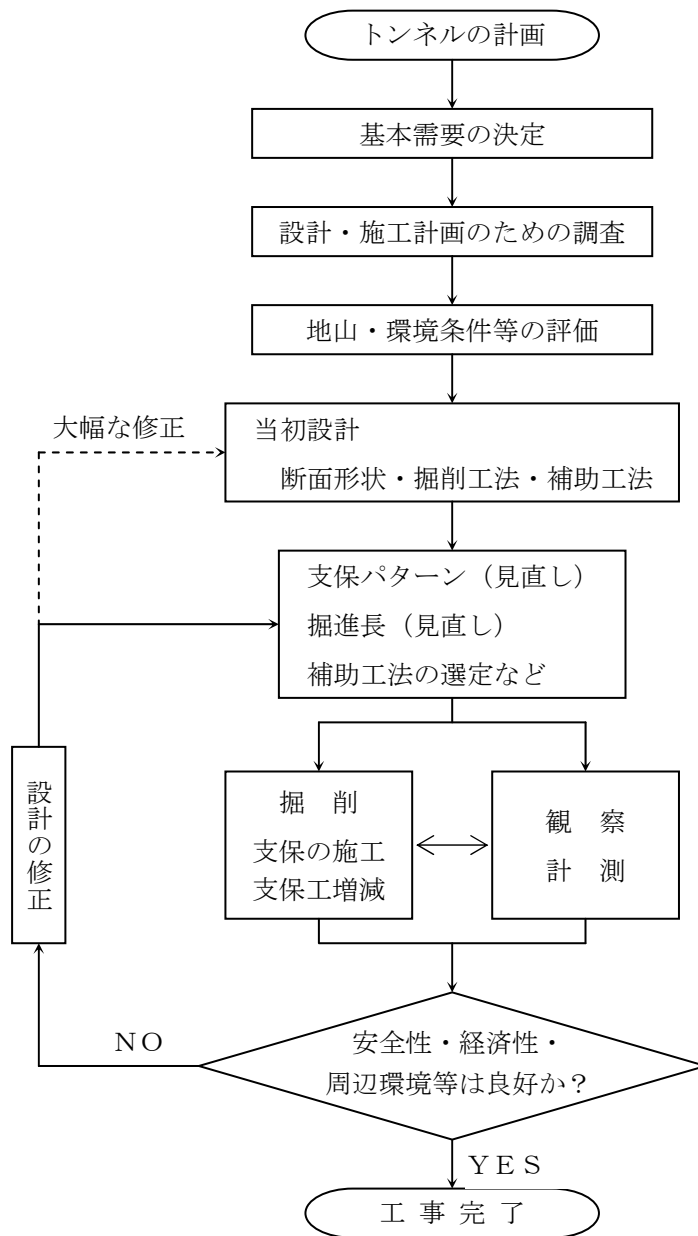 トンネルの計画
基本需要の決定
設計・施工計画のための調査
地山・環境条件等の評価
大幅な修正
当初設計
断面形状・掘削工法・補助工法
支保パターン（見直し）
掘進長（見直し）
補助工法の選定など
設計の修正
掘　削
支保の施工
支保工増減
観　察
計　測
ＮＯ
安全性・経済性・
周辺環境等は良好か？
ＹＥＳ
工 事 完 了